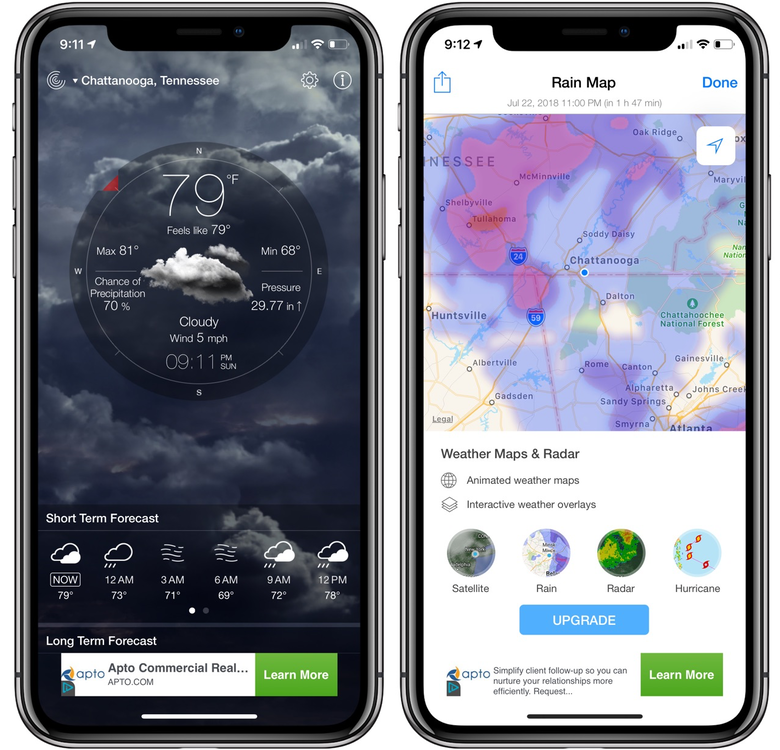 9:11
Chattanooga, Tennessee
N
79°F
Feels like 79°
Max 81°
Min 68°
W
E
Chance of
Precipitation
70 %
Pressure
29.77 in↑
Cloudy
Wind 5 mph
09:11 PM SUN
S
Short Term Forecast
NOW 12 AM 3 AM 6 AM 9 AM 12 PM
79° 73° 71° 69° 72° 78°
Long Term Forecast
apto
Apto Commercial Real...
APTO.COM
Learn More
9:12
Rain Map
Done
Jul 22, 2018 11:00 PM (in 1 h 47 min)
Oak Ridge
NESSEE
McMinnville
Maryvi
Shelbyville
Tullahoma
Soddy Daisy
24
Chattanooga
Nan
Nation
Dalton
59
Huntsville
Chattahoochee
National Forest
Albertville
Rome
Canton
Gainesville
Alpharetta
Johns Creek
Gadsden
Sandy Springs
Legal
Smyrna
Atlanta
Weather Maps & Radar
Animated weather maps
Interactive weather overlays
Satellite Rain Radar Hurricane
UPGRADE
apto
Simplify client follow-up so you can
nurture your relationships more
efficiently. Request...
Learn More